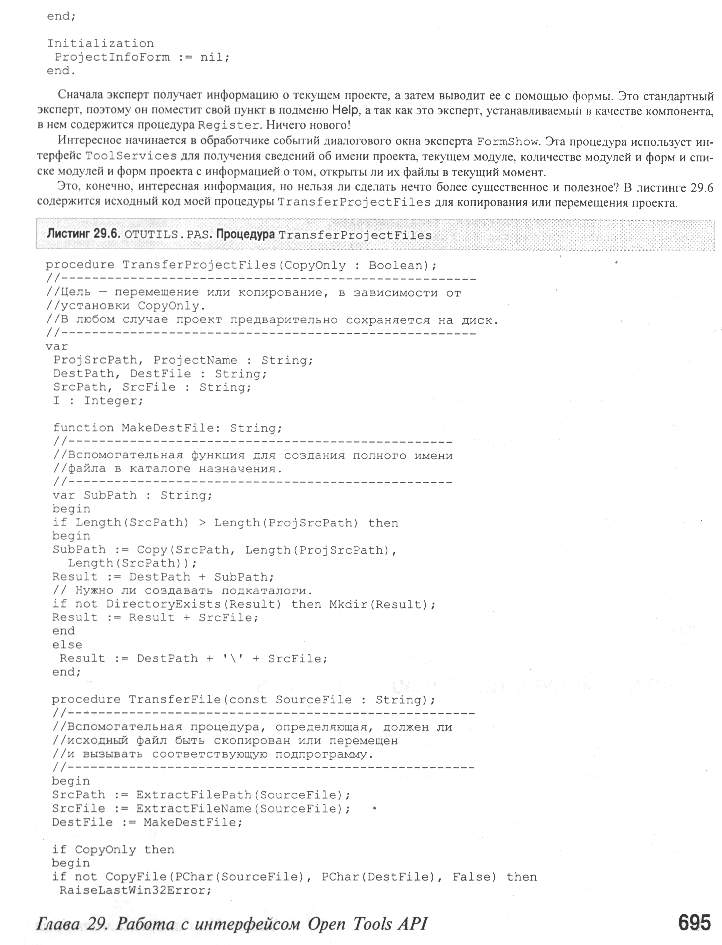 end;
Initialization
ProjectInfoForm := nil;
end.
Сначала эксперт получает информацию о текущем проекте, а затем выводит ее с помощью формы. Это стандартный
эксперт, поэтому он поместит свой пункт в подменю Help, а так как это эксперт, устанавливаемый в качестве компонента,
в нем содержится процедура Register. Ничего нового!
Интересное начинается в обработчике событий диалогового окна эксперта FormShow. Эта процедура использует ин-
терфейс ToolServices для получения сведений об имени проекта, текущем модуле, количестве модулей и форм и спи-
ске модулей и форм проекта с информацией о том, открыты ли их файлы в текущий момент.
Это, конечно, интересная информация, но нельзя ли сделать нечто более существенное и полезное? В листинге 29.6
содержится исходный код моей процедуры TransferProjectFiles для копирования или перемещения проекта.
Листинг 29.6. OTUTILS.PAS. Процедура TransferProjectFiles
procedure TransferProjectFiles(CopyOnly : Boolean);
//------------------------------------------------------
//Цель — перемещение или копирование, в зависимости от
//установки CopyOnly.
//В любом случае проект предварительно сохраняется на диск.
//------------------------------------------------------
var
ProjSrcPath, ProjectName : String;
DestPath, DestFile : String;
SrcPath, SrcFile : String;
I : Integer;
function MakeDestFile: String;
//--------------------------------------------------
//Вспомогательная функция для создания полного имени
//файла в каталоге назначения.
//--------------------------------------------------
var SubPath : String;
begin
if Length(SrcPath) > Length(ProjSrcPath) then
begin
SubPath := Copy(SrcPath, Length(ProjSrcPath),
Length(SrcPath));
Result := DestPath + SubPath;
// Нужно ли создавать подкаталоги.
if not DirectoryExists(Result) then Mkdir(Result);
Result := Result + SrcFile;
end
else
Result := DestPath + '\' + SrcFile;
end;
procedure TransferFile(const SourceFile : String);
//-----------------------------------------------------
//Вспомогательная процедура, определяющая, должен ли
//исходный файл быть скопирован или перемещен
//и вызывать соответствующую подпрограмму.
//-----------------------------------------------------
begin
SrcPath := ExtractFilePath(SourceFile);
SrcFile := ExtractFileName(SourceFile);
DestFile := MakeDestFile;
if CopyOnly then
begin
if not CopyFile(PChar(SourceFile), PChar(DestFile), False) then
RaiseLastWin32Error;
Глава 29. Работа с интерфейсом Open Tools API 695